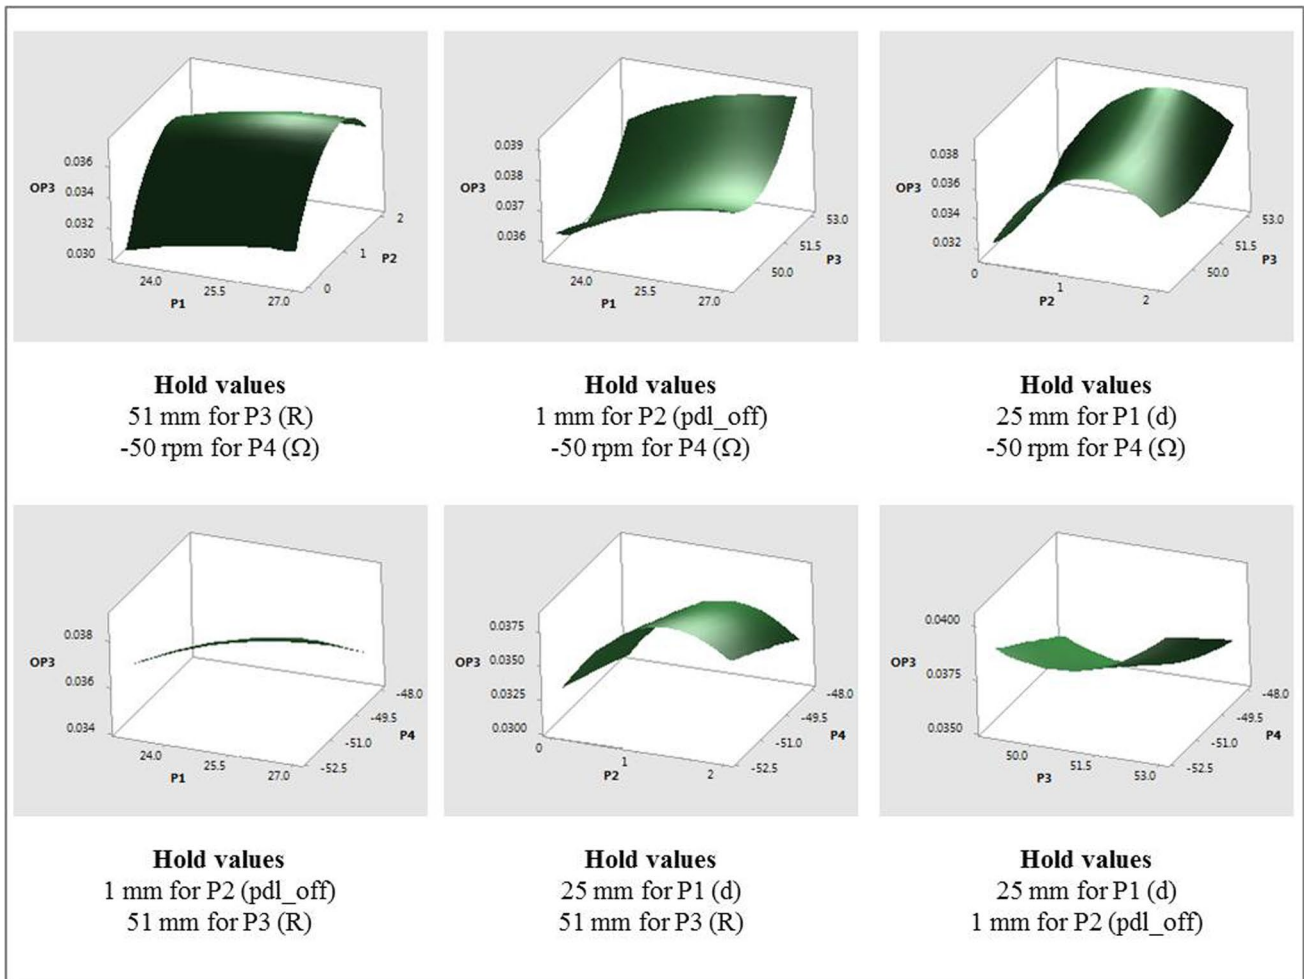 0.036
OP3 0.034
0.032
0.030
24.0
25.5
27.0
P1
0
1
2
P2
0.039
0.038
OP3
0.037
0.036
24.0
25.5
27.0
P1
50.0
51.5
53.0
P3
0.038
OP3 0.036
0.034
0.032
0
1
2
P2
50.0
51.5
53.0
P3
Hold values
51 mm for P3 (R)
-50 rpm for P4 (Ω)
Hold values
1 mm for P2 (pdl_off)
-50 rpm for P4 (Ω)
Hold values
25 mm for P1 (d)
-50 rpm for P4 (Ω)
0.038
OP3
0.036
0.034
24.0
25.5
27.0
P1
-52.5
-51.0
-49.5
-48.0
P4
0.0375
OP3 0.0350
0.0325
0.0300
0
1
2
P2
-52.5
-51.0
-49.5
-48.0
P4
0.0400
OP3
0.0375
0.0350
50.0
51.5
53.0
P3
-52.5
-51.0
-49.5
-48.0
P4
Hold values
1 mm for P2 (pdl_off)
51 mm for P3 (R)
Hold values
25 mm for P1 (d)
51 mm for P3 (R)
Hold values
25 mm for P1 (d)
1 mm for P2 (pdl_off)